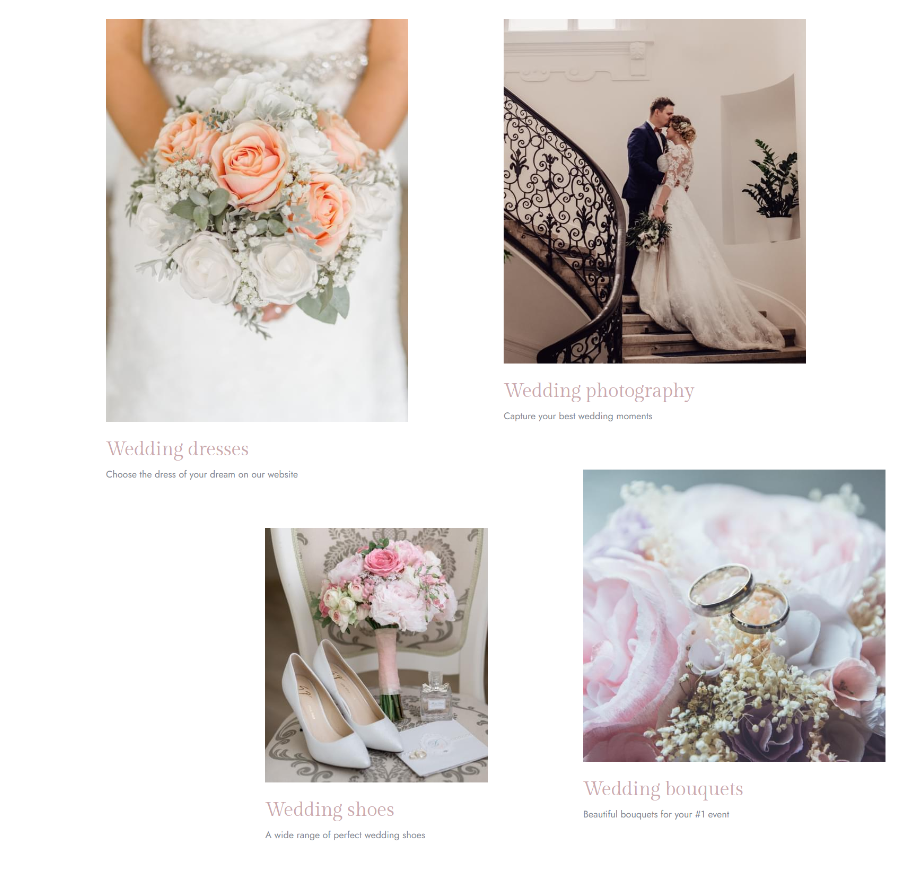 Wedding dresses
Choose the dress of your dream on our website
Wedding photography
Capture your best wedding moments
Wedding shoes
A wide range of perfect wedding shoes
Wedding bouquets
Beautiful bouquets for your #1 event